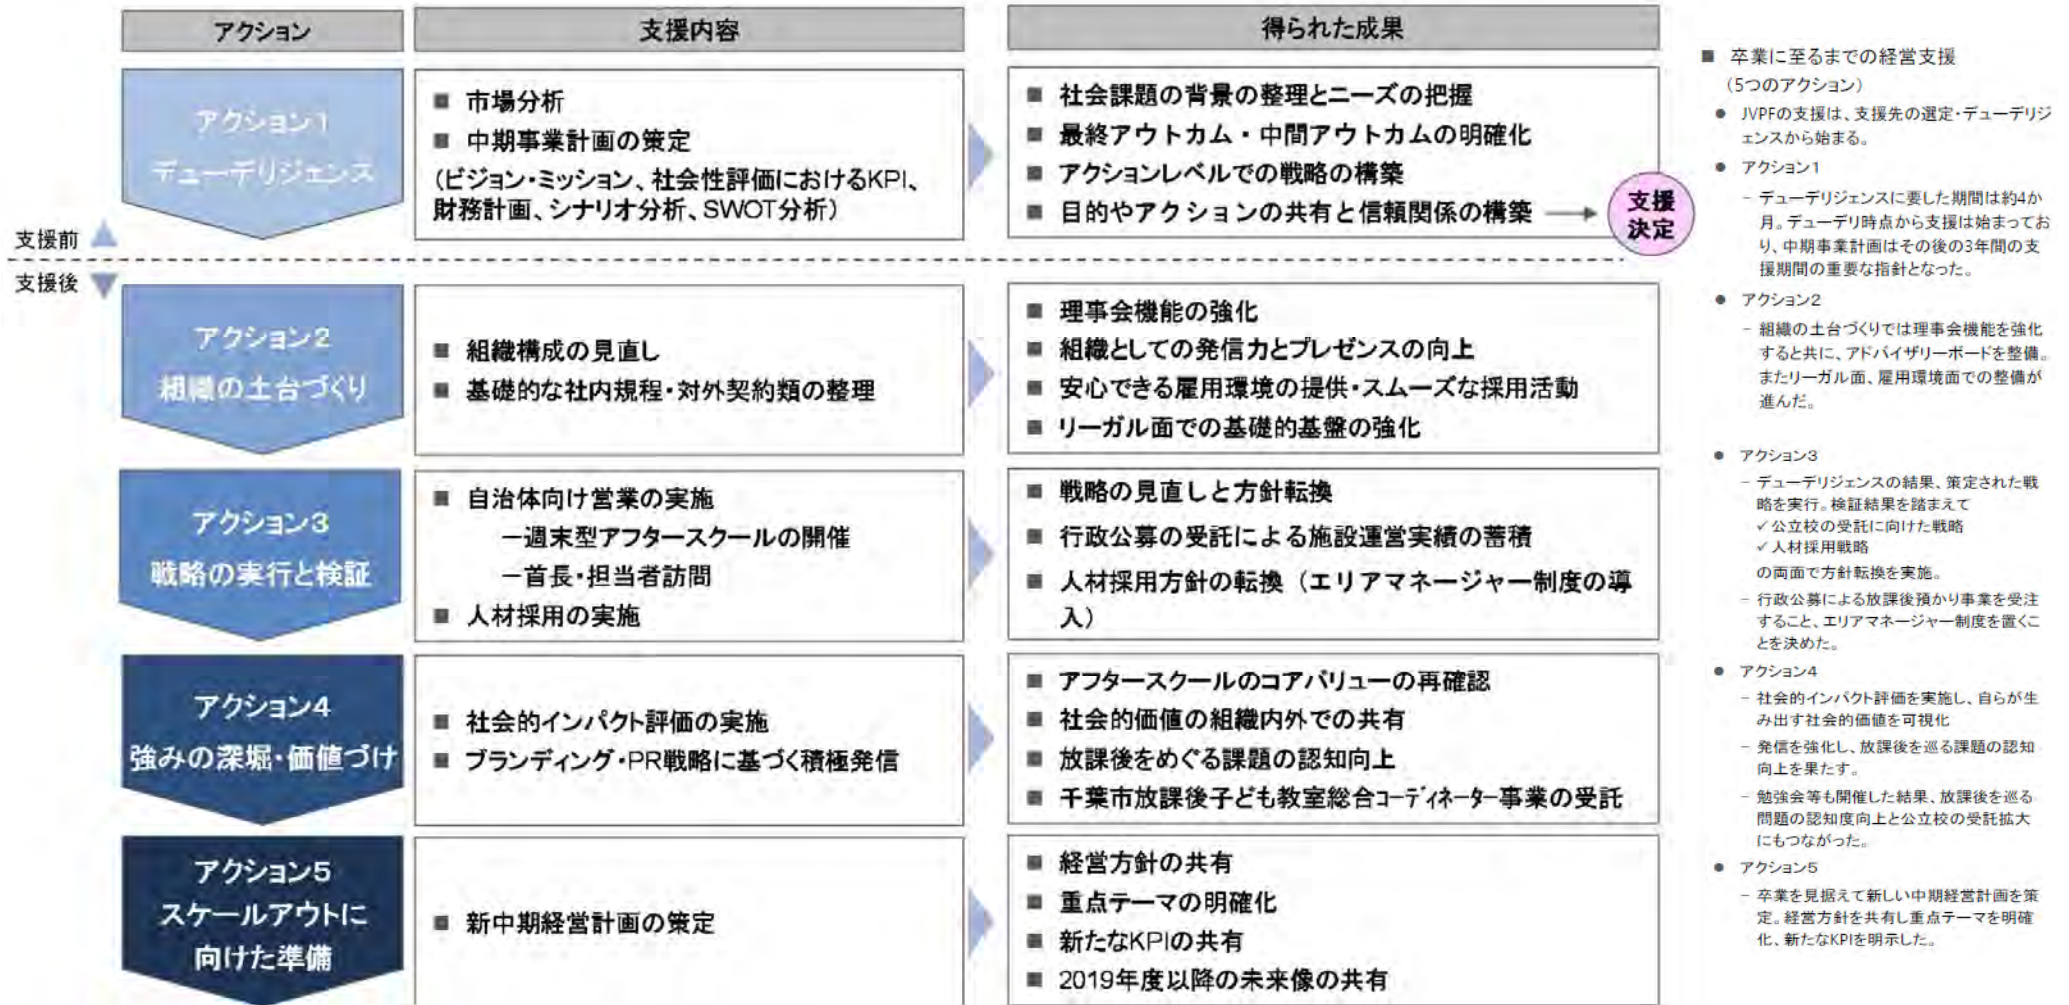 アクション
支援内容
得られた成果
アクション1
デューデリジェンス
■ 市場分析
■ 中期事業計画の策定
(ビジョン・ミッション、社会性評価におけるKPI、
財務計画、シナリオ分析、SWOT分析)
■ 社会課題の背景の整理とニーズの把握
■ 最終アウトカム・中間アウトカムの明確化
■ アクションレベルでの戦略の構築
■ 目的やアクションの共有と信頼関係の構築
支援
決定
支援前
支援後
アクション2
組織の土台づくり
■ 組織構成の見直し
■ 基礎的な社内規程・対外契約類の整理
■ 理事会機能の強化
■ 組織としての発信力とプレゼンスの向上
■ 安心できる雇用環境の提供・スムーズな採用活動
■ リーガル面での基礎的基盤の強化
アクション3
戦略の実行と検証
■ 自治体向け営業の実施
－週末型アフタースクールの開催
－首長・担当者訪問
■ 人材採用の実施
■ 戦略の見直しと方針転換
■ 行政公募の受託による施設運営実績の蓄積
■ 人材採用方針の転換（エリアマネージャー制度の導
入）
アクション4
強みの深堀・価値づけ
■ 社会的インパクト評価の実施
■ ブランディング・PR戦略に基づく積極発信
■ アフタースクールのコアバリューの再確認
■ 社会的価値の組織内外での共有
■ 放課後をめぐる課題の認知向上
■ 千葉市放課後子ども教室総合コーディネーター事業の受託
アクション5
スケールアウトに
向けた準備
■ 新中期経営計画の策定
■ 経営方針の共有
■ 重点テーマの明確化
■ 新たなKPIの共有
■ 2019年度以降の未来像の共有
■ 卒業に至るまでの経営支援
（5つのアクション）
● JVPFの支援は、支援先の選定・デューデリジ
ェンスから始まる。
● アクション1
– デューデリジェンスに要した期間は約4か
月。デューデリ時点から支援は始まってお
り、中期事業計画はその後の3年間の支
援期間の重要な指針となった。
● アクション2
– 組織の土台づくりでは理事会機能を強化
すると共に、アドバイザリーボードを整備。
またリーガル面、雇用環境面での整備が
進んだ。
● アクション3
– デューデリジェンスの結果、策定された戦
略を実行。検証結果を踏まえて
✓公立校の受託に向けた戦略
✓人材採用戦略
の両面で方針転換を実施。
– 行政公募による放課後預かり事業を受注
すること、エリアマネージャー制度を置くこ
とを決めた。
● アクション4
– 社会的インパクト評価を実施し、自らが生
み出す社会的価値を可視化
– 発信を強化し、放課後を巡る課題の認知
向上を果たす。
– 勉強会等も開催した結果、放課後を巡る
問題の認知度向上と公立校の受託拡大
にもつながった。
● アクション5
– 卒業を見据えて新しい中期経営計画を策
定。経営方針を共有し重点テーマを明確
化、新たなKPIを明示した。